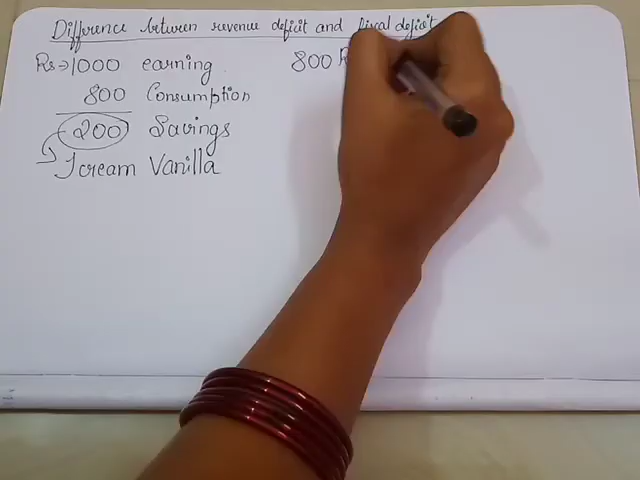 Difference between revenue deficit and fiscal deficit
Rs→1000 earning
800 R
800 Consumption
200 Savings
Icream Vanilla